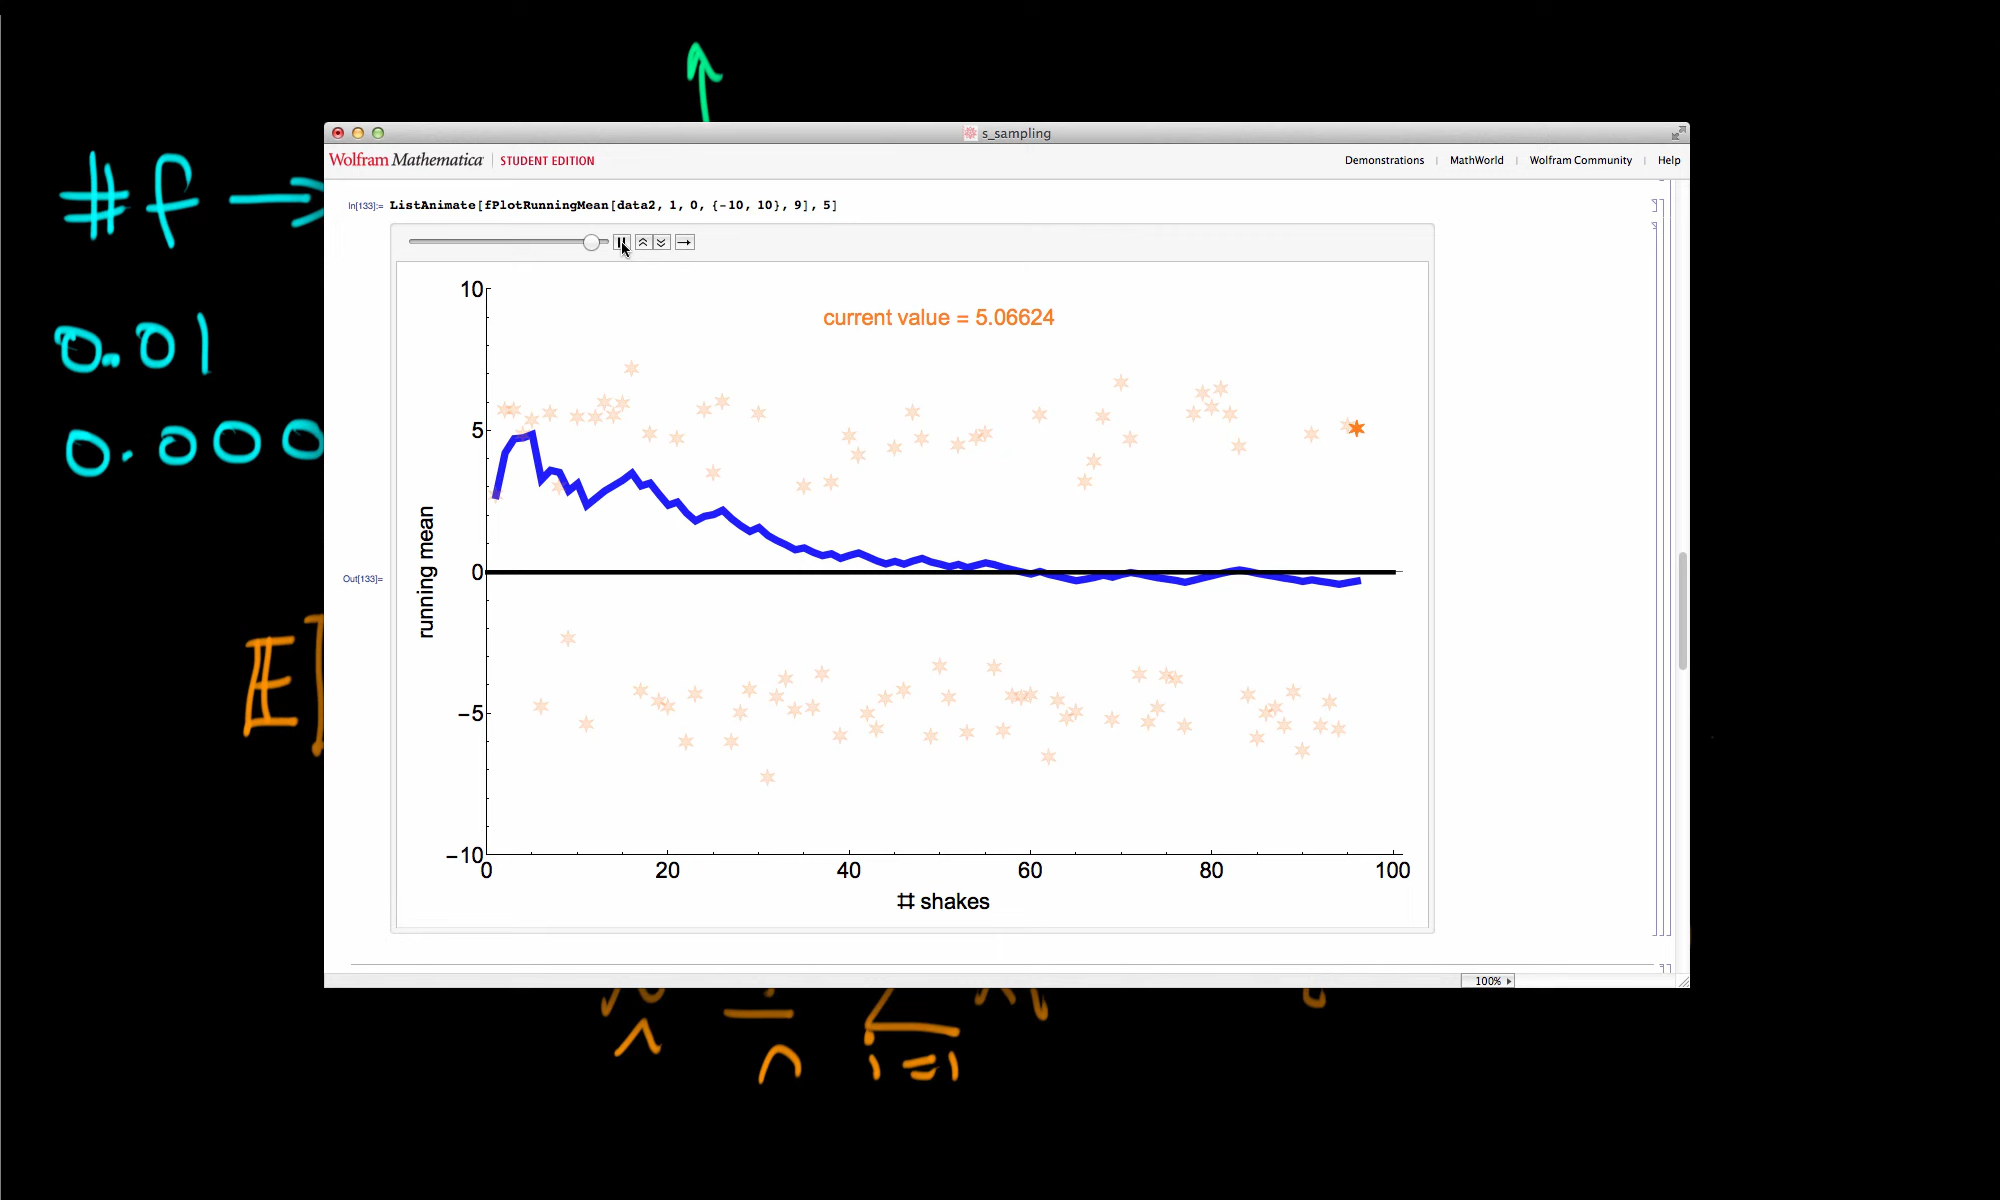 s_sampling
Wolfram Mathematica | STUDENT EDITION Demonstrations | MathWorld | Wolfram Community | Help
In[133]:= ListAnimate[fPlotRunningMean[data2, 1, 0, {-10, 10}, 9], 5]
#f →
0.01
0.000
E[
current value = 5.06624
10
5
0
−5
−10
running mean
Out[133]=
0 20 40 60 80 100
# shakes
100%
n
i=1